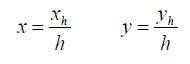 x = x_h / h    y = y_h / h